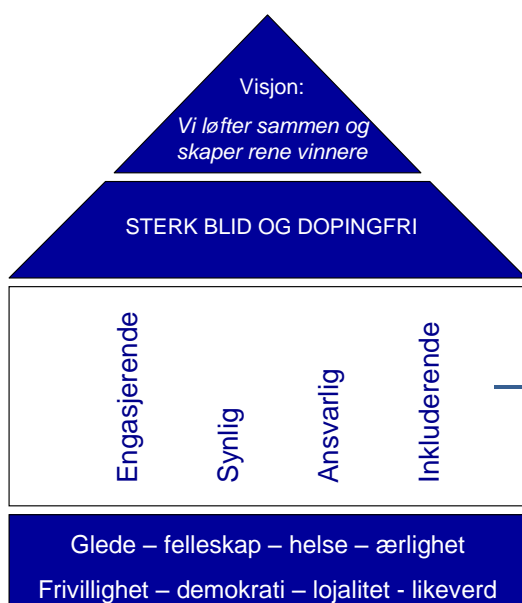 Visjon:
Vi løfter sammen og
skaper rene vinnere
STERK BLID OG DOPINGFRI
Engasjerende
Synlig
Ansvarlig
Inkluderende
Glede – felleskap – helse – ærlighet
Frivillighet – demokrati – lojalitet - likeverd